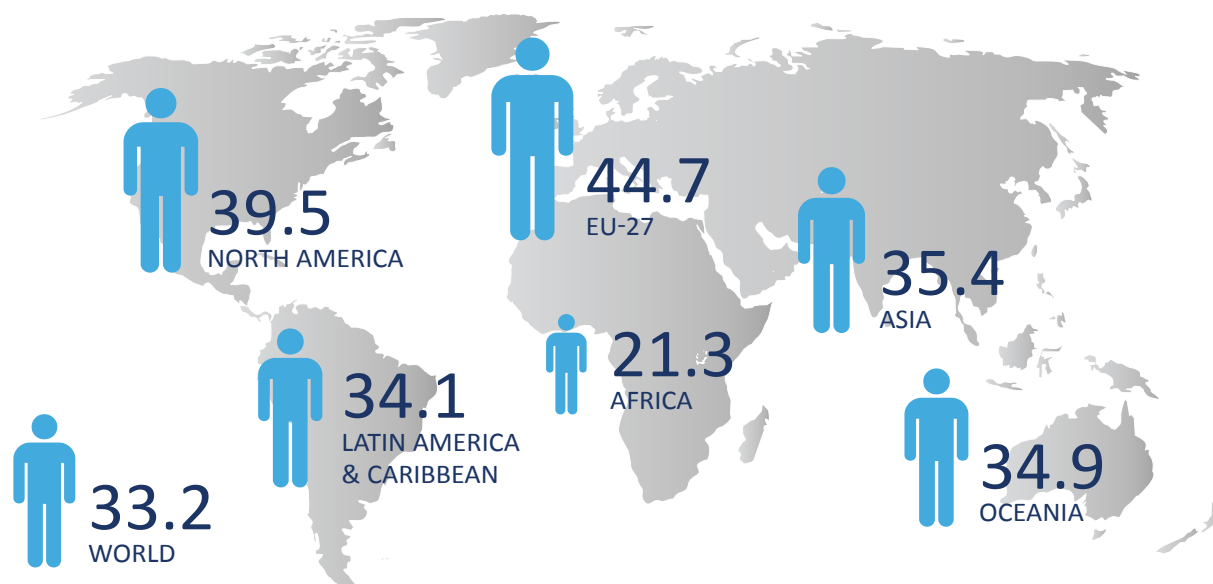 39.5
NORTH AMERICA
44.7
EU-27
35.4
ASIA
21.3
AFRICA
34.1
LATIN AMERICA
& CARIBBEAN
34.9
OCEANIA
33.2
WORLD